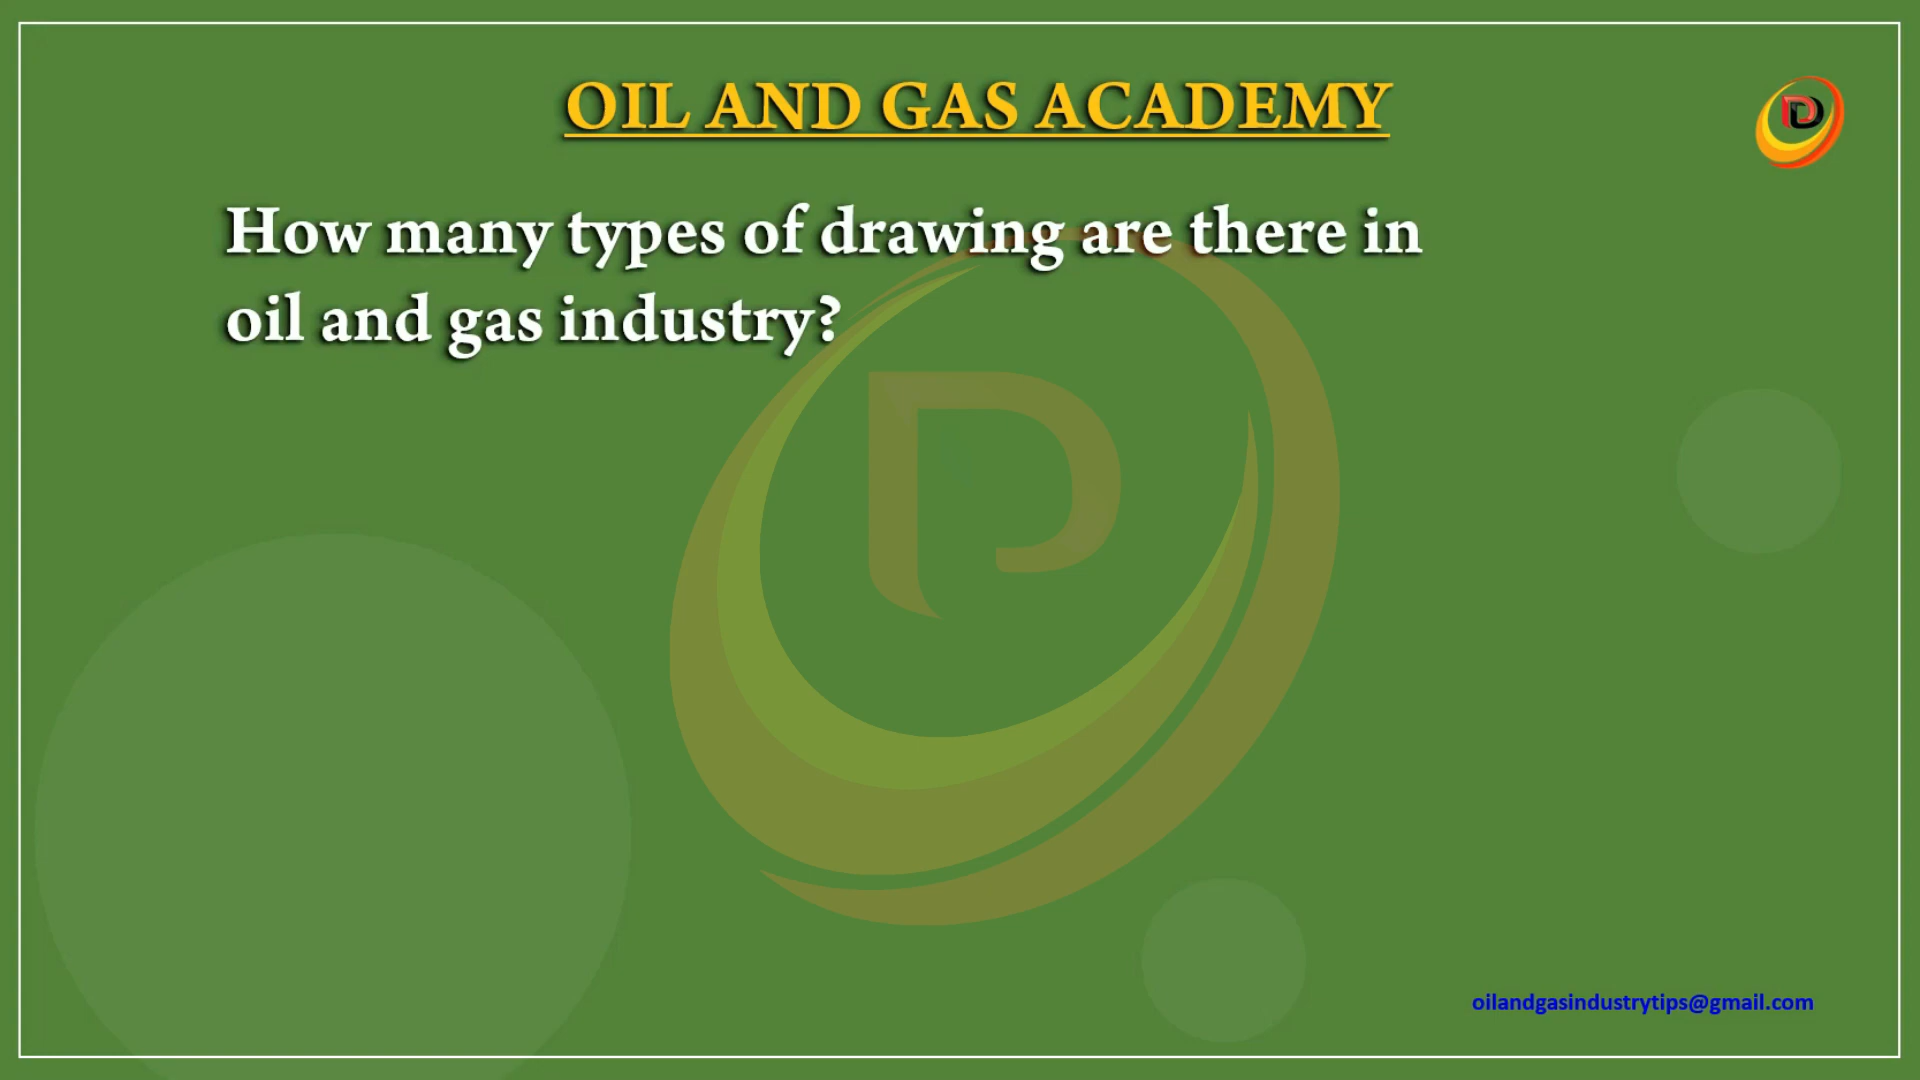 OIL AND GAS ACADEMY
How many types of drawing are there in
oil and gas industry?
oilandgasindustrytips@gmail.com